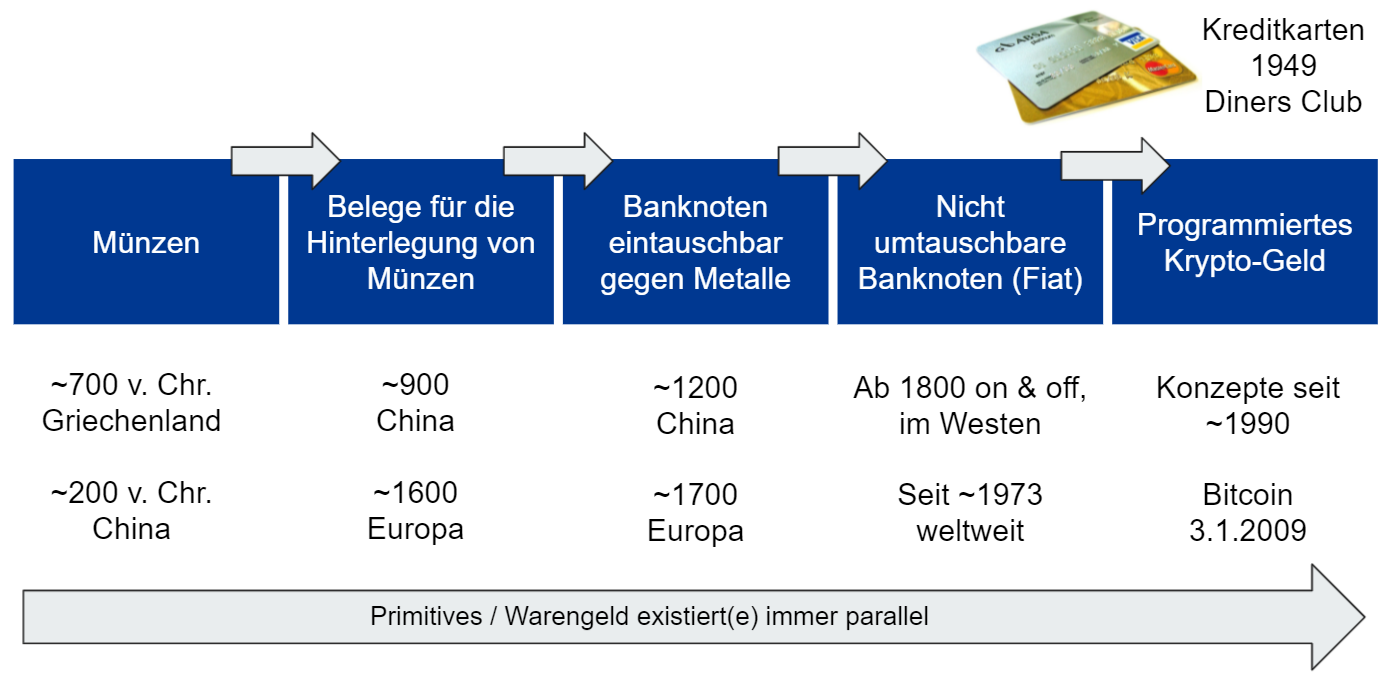 Kreditkarten
1949
Diners Club
ABSA
VISA
MasterCard
Münzen
Belege für die
Hinterlegung von
Münzen
Banknoten
eintauschbar
gegen Metalle
Nicht
umtauschbare
Banknoten (Fiat)
Programmiertes
Krypto-Geld
~700 v. Chr.
Griechenland
~200 v. Chr.
China
~900
China
~1600
Europa
~1200
China
~1700
Europa
Ab 1800 on & off,
im Westen
Seit ~1973
weltweit
Konzepte seit
~1990
Bitcoin
3.1.2009
Primitives / Warengeld existiert(e) immer parallel